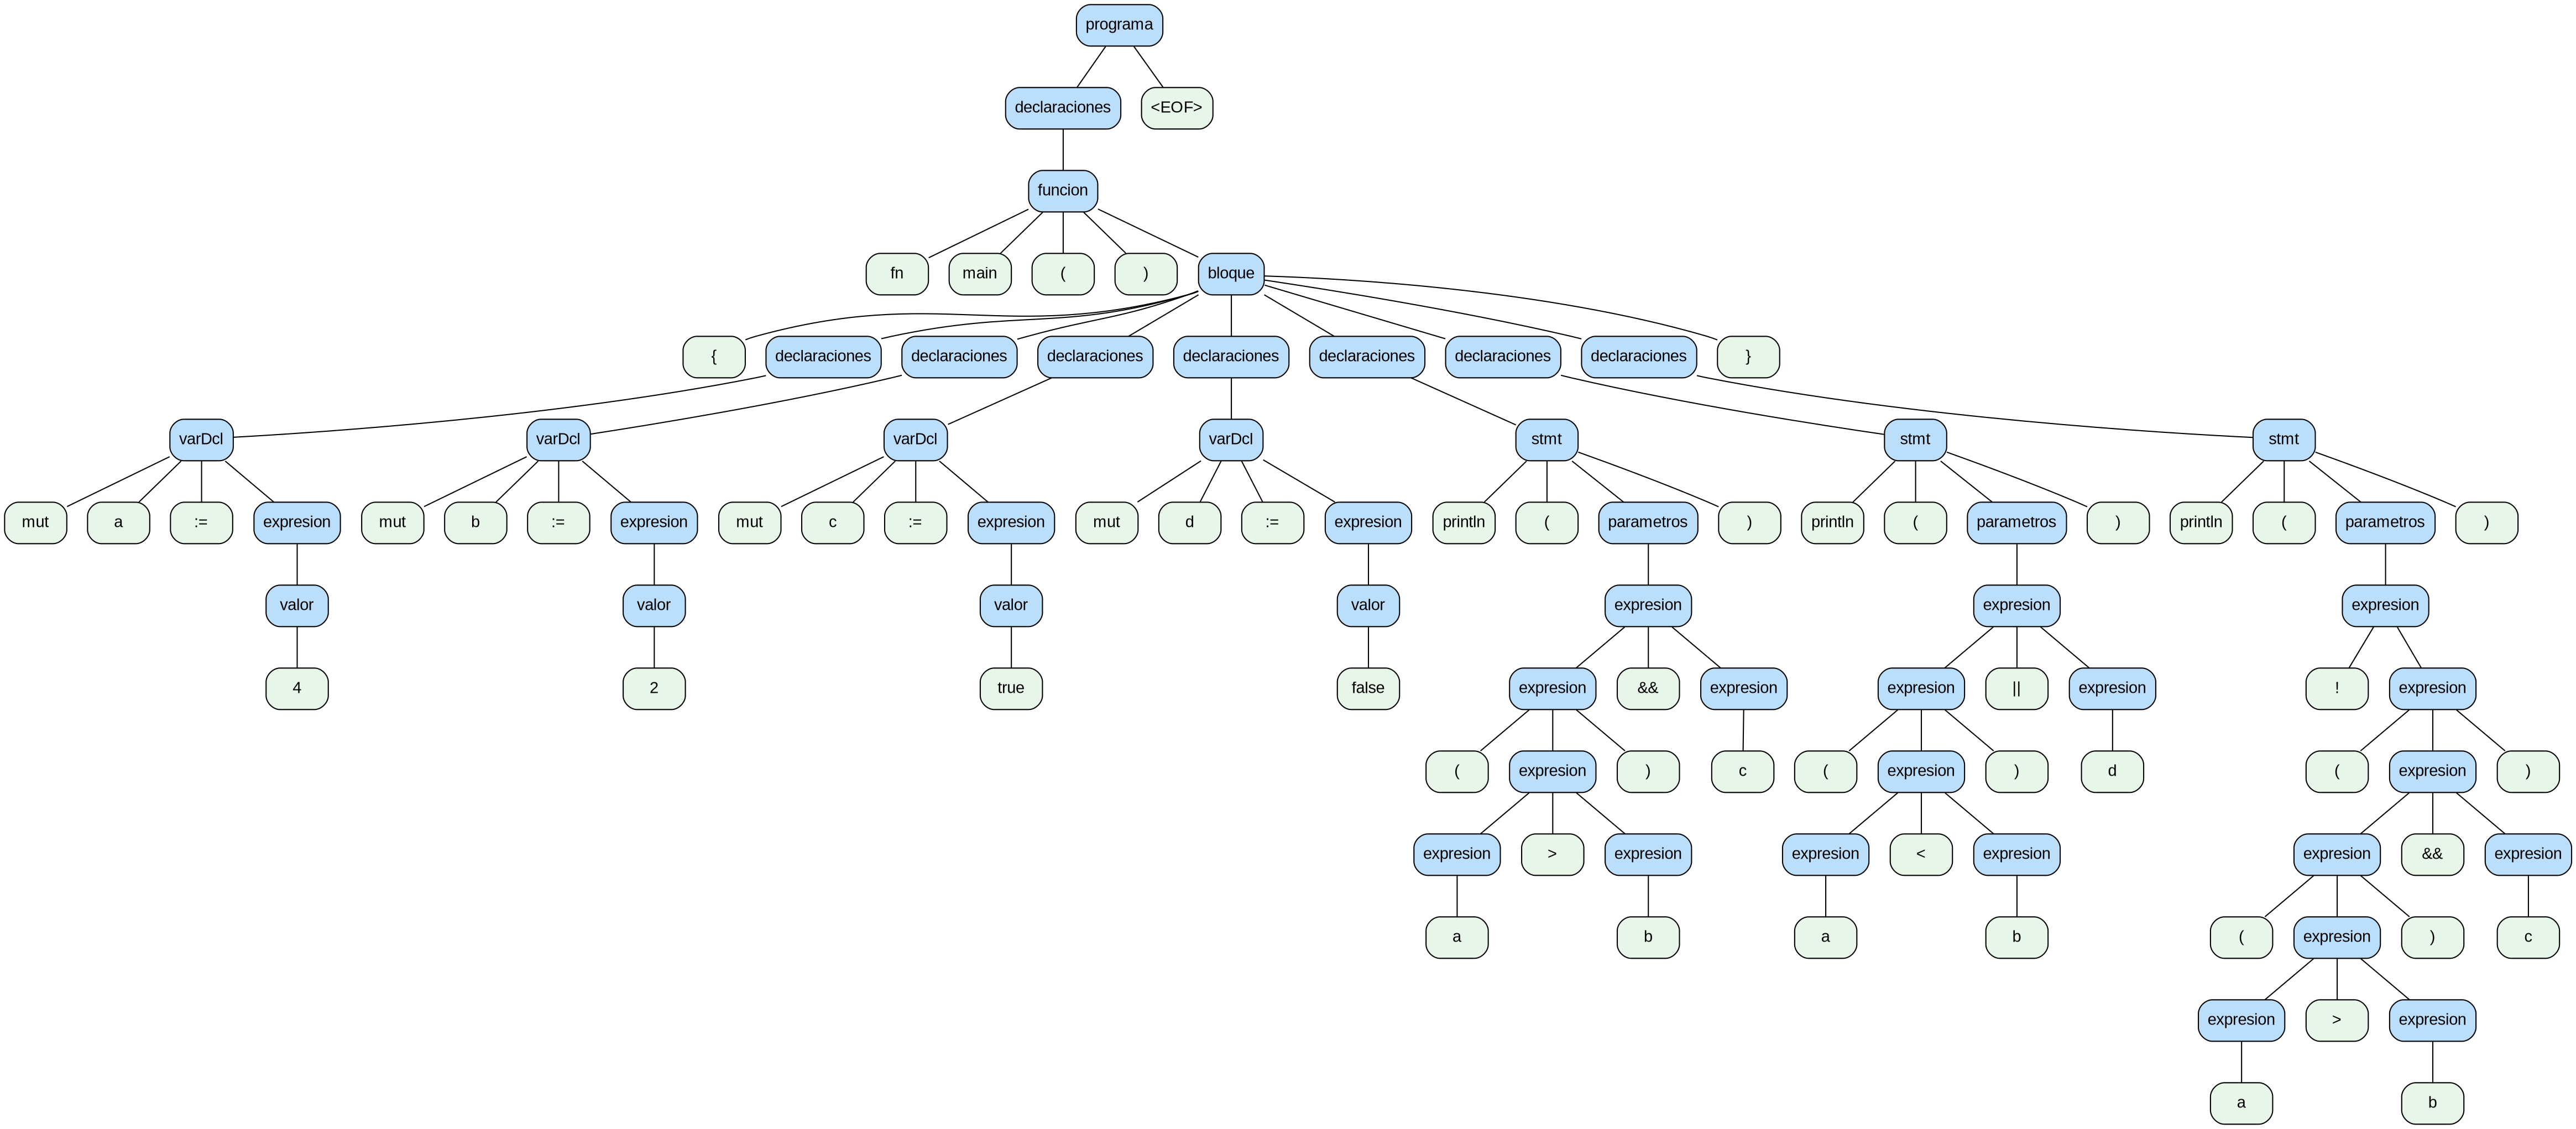 programa
declaraciones <EOF>
funcion
fn main ( ) bloque
{ declaraciones declaraciones declaraciones declaraciones declaraciones declaraciones declaraciones }
varDcl varDcl varDcl varDcl stmt stmt stmt
mut a := expresion mut b := expresion mut c := expresion mut d := expresion println ( parametros ) println ( parametros ) println ( parametros )
valor valor valor valor expresion expresion expresion
4 2 true false expresion && expresion expresion || expresion ! expresion
( expresion ) c ( expresion ) d ( expresion )
expresion > expresion expresion < expresion expresion && expresion
a b a b ( expresion ) c
expresion > expresion
a b